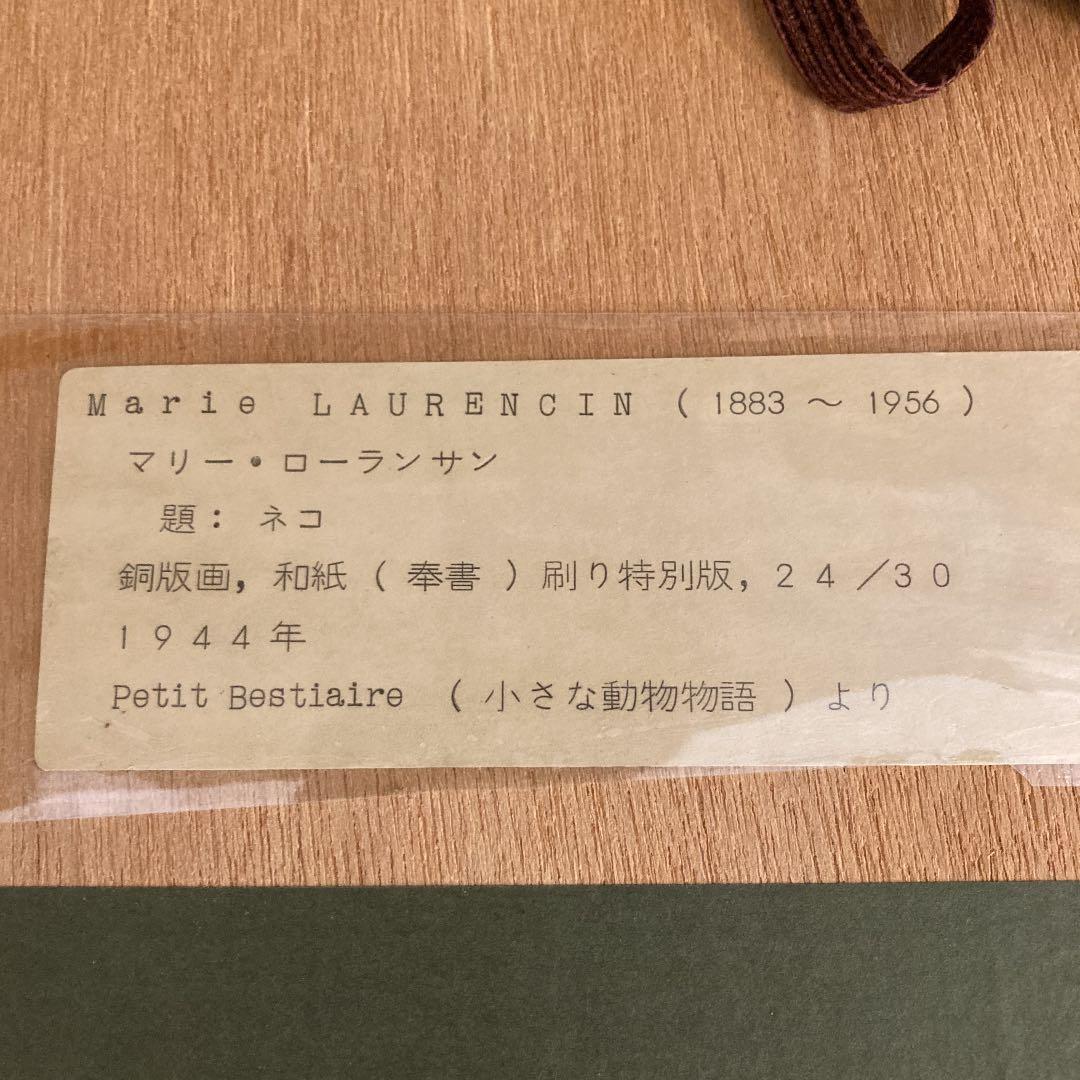 Marie LAURENCIN ( 1883 ～ 1956 )
マリー・ローランサン
題： ネコ
銅版画, 和紙 ( 奉書 ) 刷り特別版, 24／30
1944年
Petit Bestiaire ( 小さな動物物語 ) より